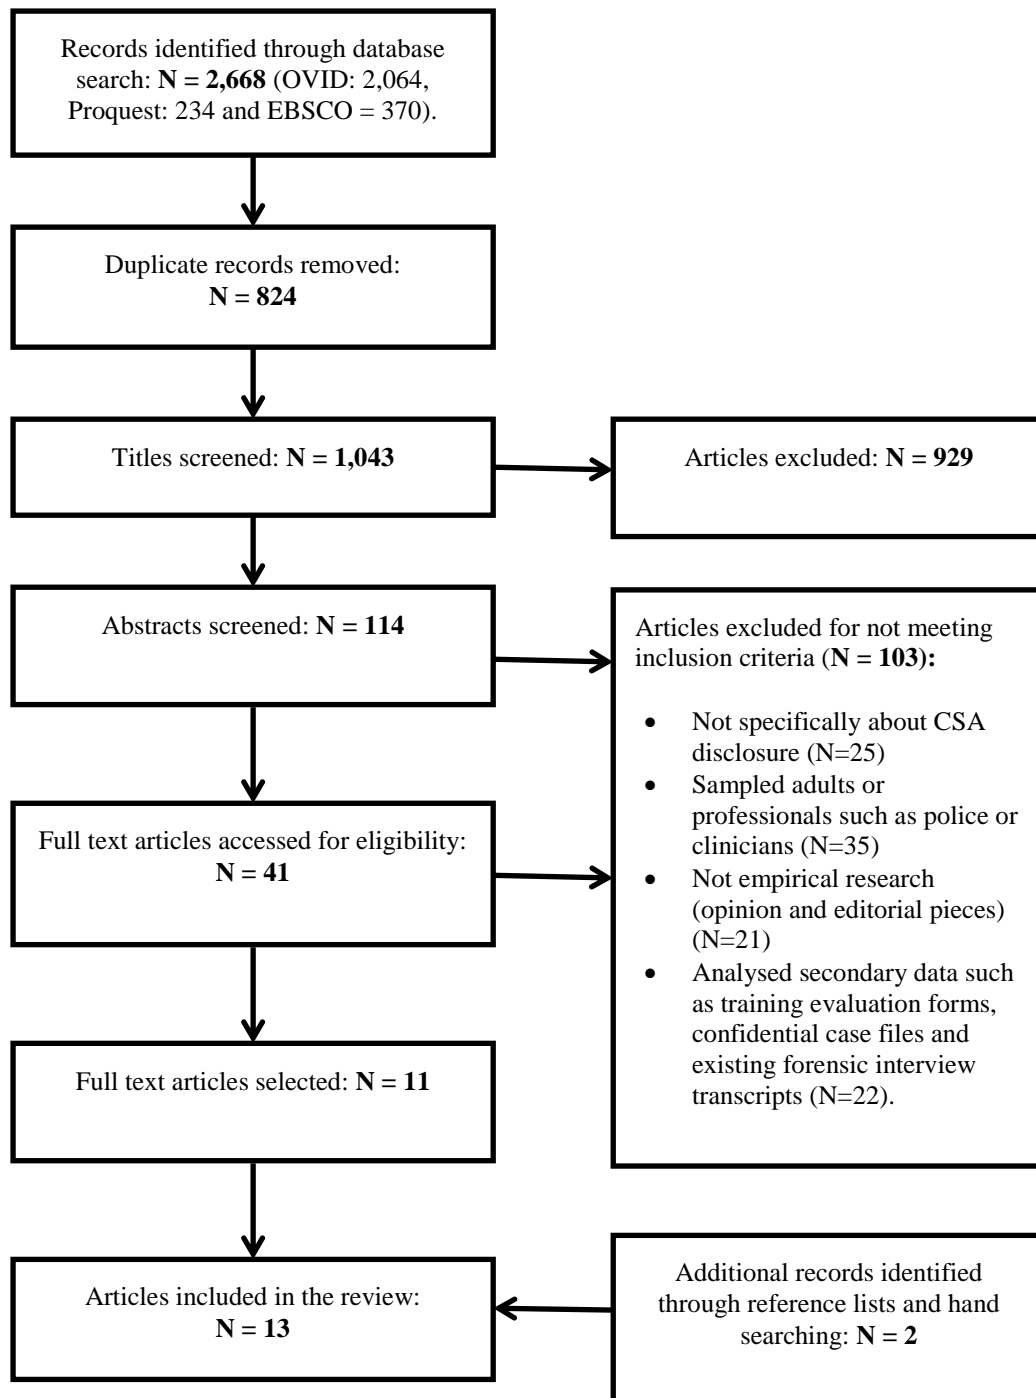 Records identified through database
search: N = 2,668 (OVID: 2,064,
Proquest: 234 and EBSCO = 370).
Duplicate records removed:
N = 824
Titles screened: N = 1,043
Articles excluded: N = 929
Abstracts screened: N = 114
Articles excluded for not meeting
inclusion criteria (N = 103):
• Not specifically about CSA
disclosure (N=25)
• Sampled adults or
professionals such as police or
clinicians (N=35)
• Not empirical research
(opinion and editorial pieces)
(N=21)
• Analysed secondary data such
as training evaluation forms,
confidential case files and
existing forensic interview
transcripts (N=22).
Full text articles accessed for eligibility:
N = 41
Full text articles selected: N = 11
Articles included in the review:
N = 13
Additional records identified
through reference lists and hand
searching: N = 2